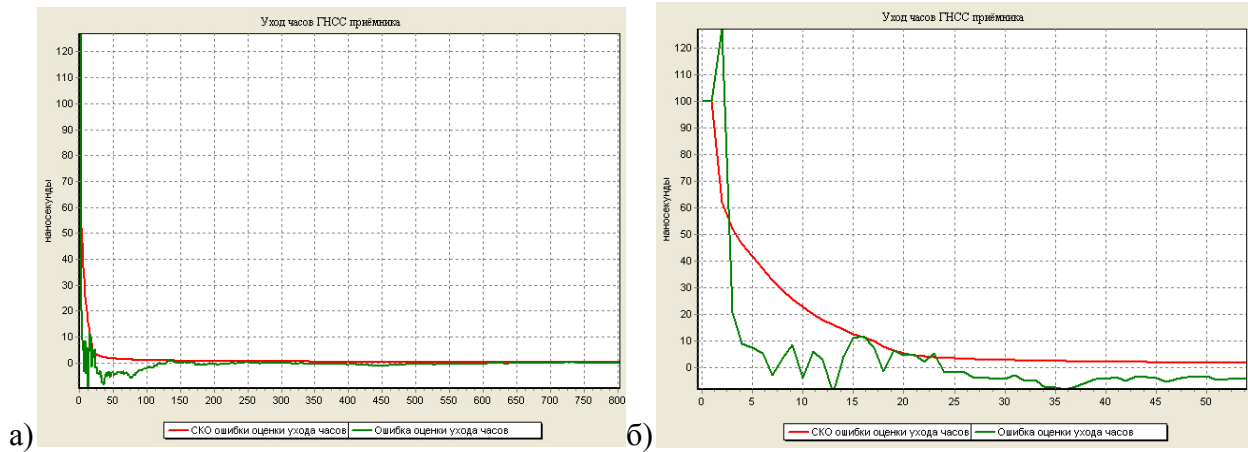 Уход часов ГНСС приёмника
120
110
100
90
80
70
60
50
40
30
20
10
0
наносекунды
0 50 100 150 200 250 300 350 400 450 500 550 600 650 700 750 800
СКО ошибки оценки ухода часов Ошибка оценки ухода часов
а)
Уход часов ГНСС приёмника
120
110
100
90
80
70
60
50
40
30
20
10
0
наносекунды
0 5 10 15 20 25 30 35 40 45 50
СКО ошибки оценки ухода часов Ошибка оценки ухода часов
б)